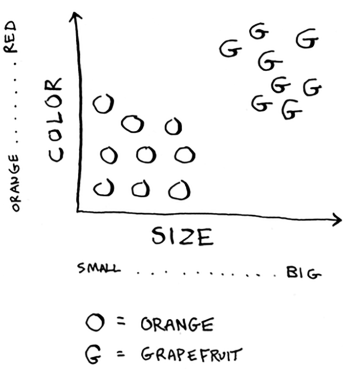 G
G
G
G
G
G
G
G
ORANGE ....... RED
COLOR
SIZE
SMALL ........... BIG
O = ORANGE
G = GRAPEFRUIT